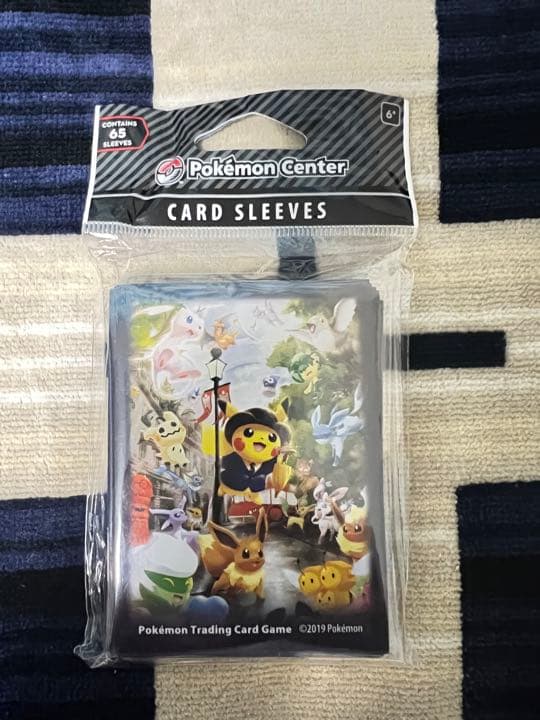 CONTAINS
65
SLEEVES
6+
Pokémon Center
CARD SLEEVES
Pokémon Trading Card Game ©2019 Pokémon